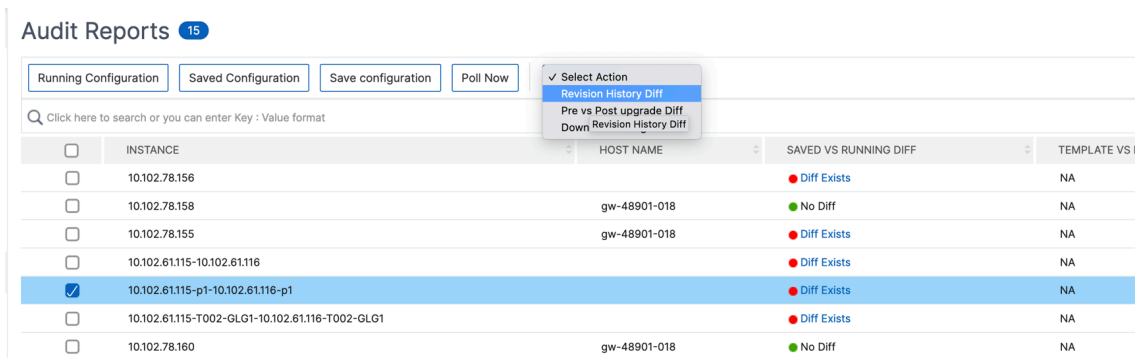 Audit Reports 15
Running Configuration Saved Configuration Save configuration Poll Now ✓ Select Action
Revision History Diff
Pre vs Post upgrade Diff
Click here to search or you can enter Key : Value format
Down Revision History Diff
INSTANCE HOST NAME SAVED VS RUNNING DIFF TEMPLATE VS
10.102.78.156 Diff Exists NA
10.102.78.158 gw-48901-018 No Diff NA
10.102.78.155 gw-48901-018 Diff Exists NA
10.102.61.115-10.102.61.116 Diff Exists NA
10.102.61.115-p1-10.102.61.116-p1 Diff Exists NA
10.102.61.115-T002-GLG1-10.102.61.116-T002-GLG1 Diff Exists NA
10.102.78.160 gw-48901-018 No Diff NA